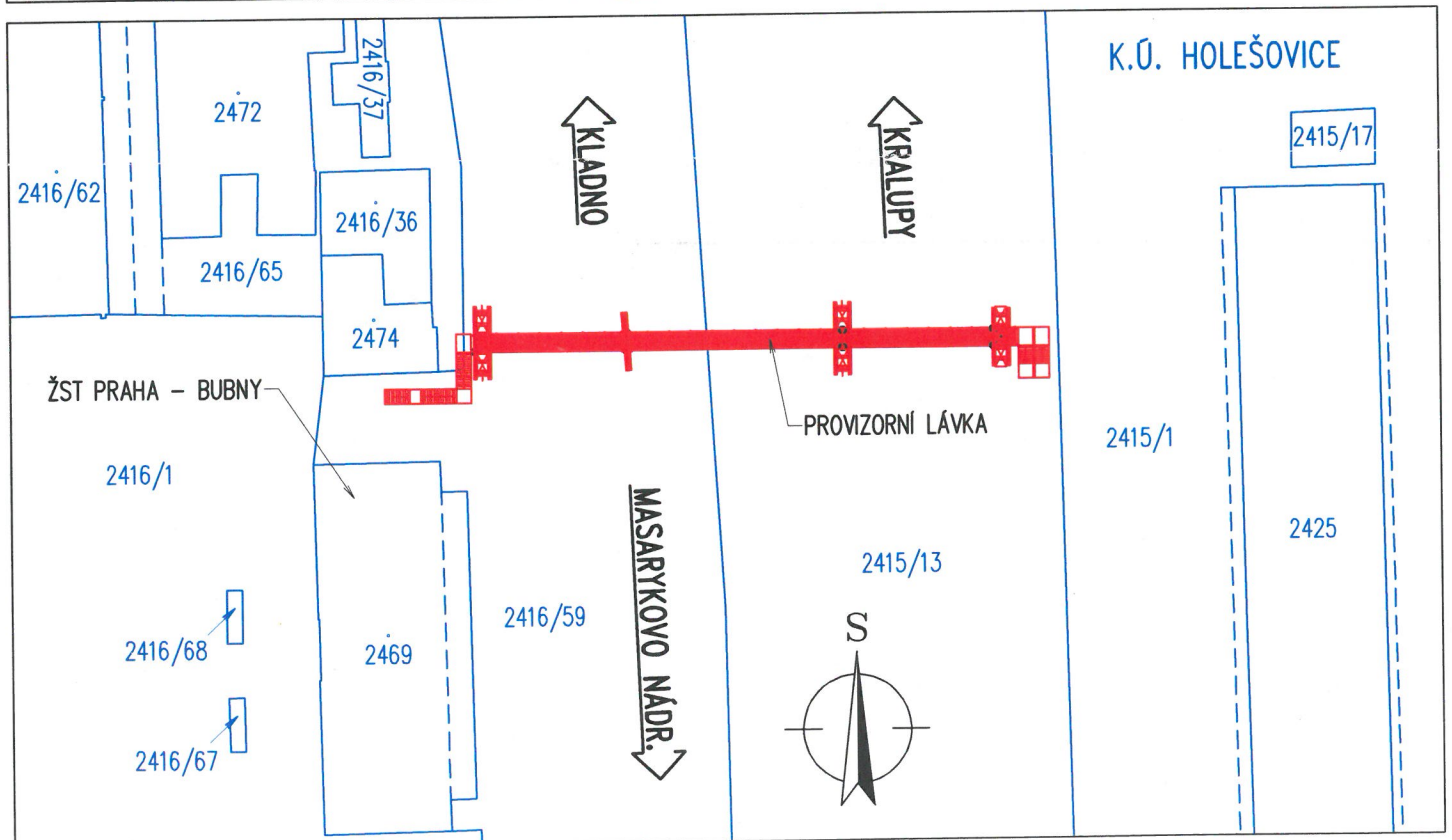 K.Ú. HOLEŠOVICE
2416/37
2472
2415/17
KLADNO
KRALUPY
2416/62
2416/36
2416/65
2474
ŽST PRAHA - BUBNY
PROVIZORNÍ LÁVKA
2415/1
2416/1
MASARYKOVO NÁDR.
2425
2415/13
2416/59
S
2416/68
2469
2416/67